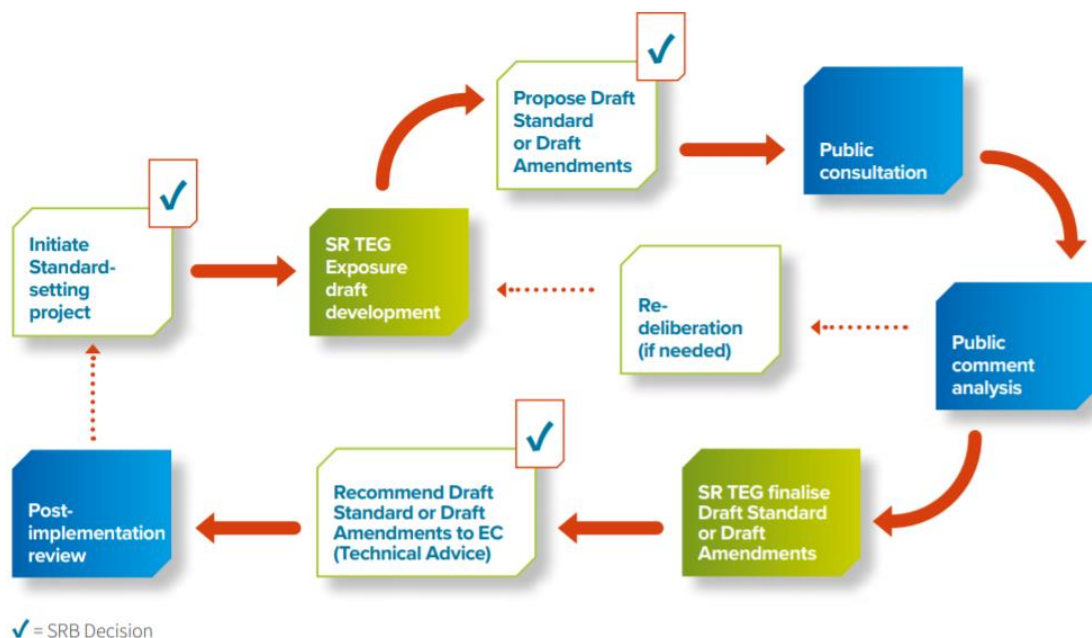 Propose Draft
Standard
or Draft
Amendments
Public
consultation
Initiate
Standard-
setting
project
SR TEG
Exposure
draft
development
Re-
deliberation
(if needed)
Public
comment
analysis
Post-
implementation
review
Recommend Draft
Standard or Draft
Amendments to EC
(Technical Advice)
SR TEG finalise
Draft Standard
or Draft
Amendments
✓ = SRB Decision